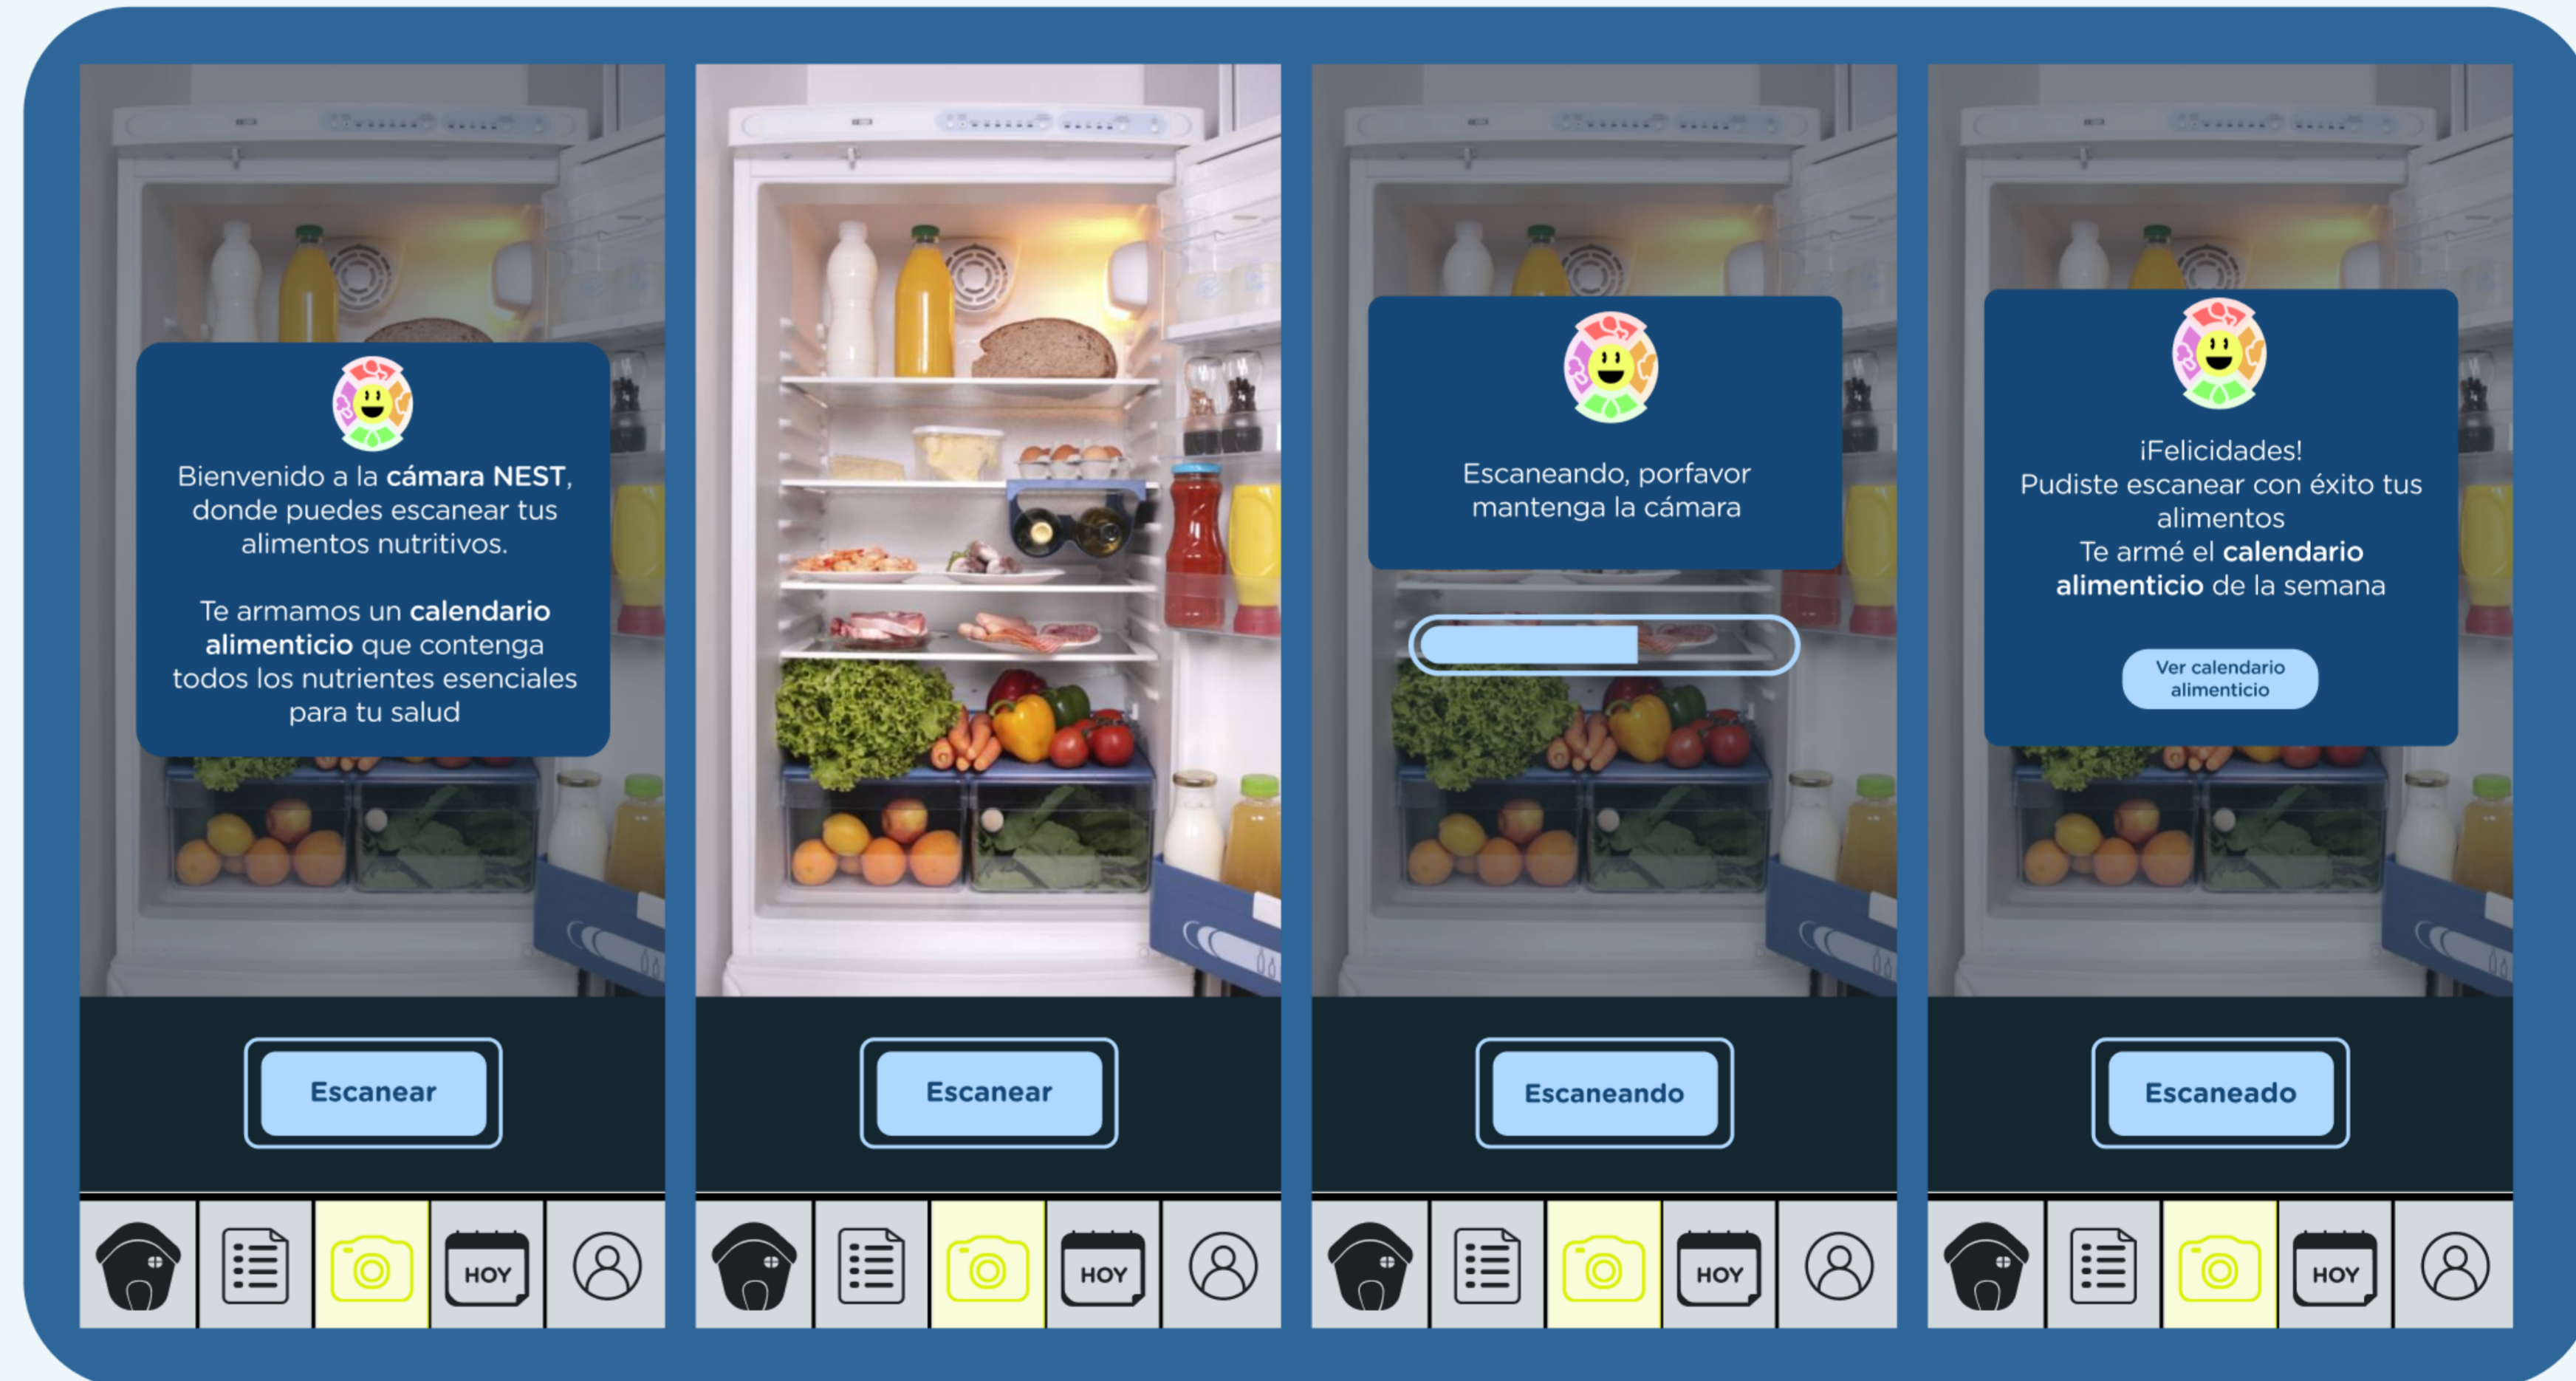 Bienvenido a la cámara NEST,
donde puedes escanear tus
alimentos nutritivos.
Te armamos un calendario
alimenticio que contenga
todos los nutrientes esenciales
para tu salud
Escanear
HOY
Escanear
HOY
Escaneando, porfavor
mantenga la cámara
Escaneando
HOY
¡Felicidades!
Pudiste escanear con éxito tus
alimentos
Te armé el calendario
alimenticio de la semana
Ver calendario
alimenticio
Escaneado
HOY